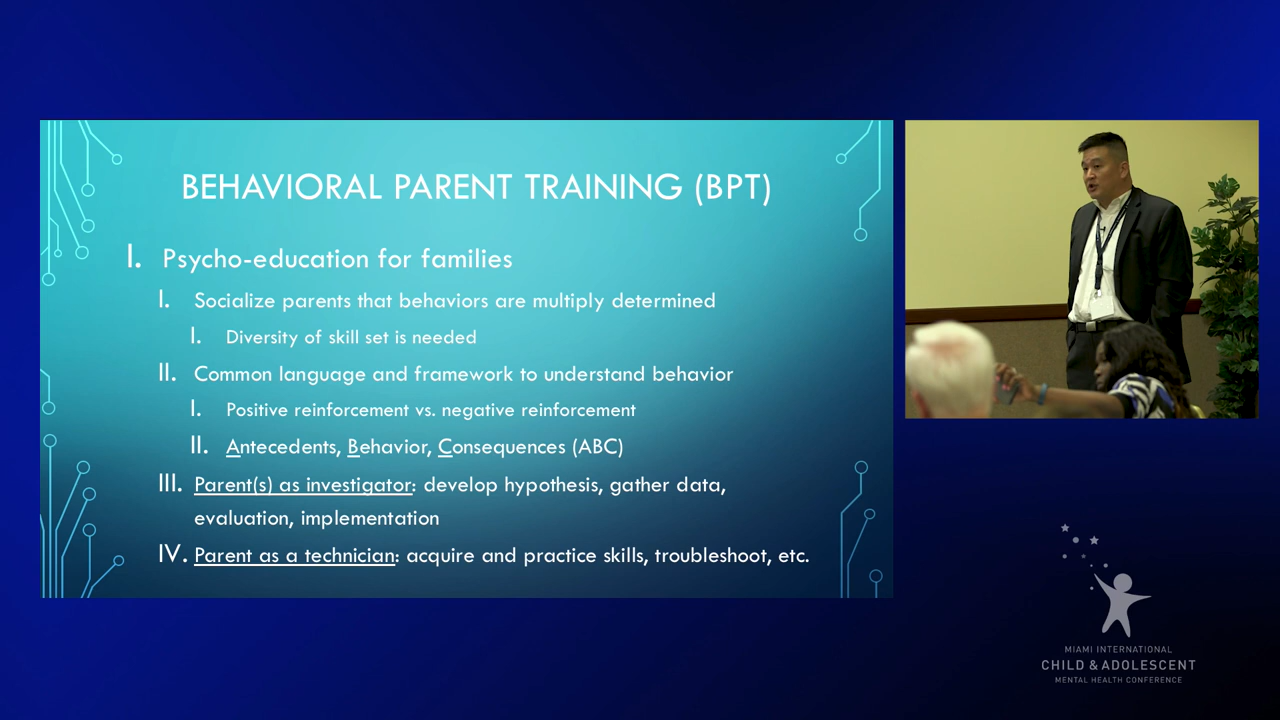 BEHAVIORAL PARENT TRAINING (BPT)
I. Psycho-education for families
I. Socialize parents that behaviors are multiply determined
I. Diversity of skill set is needed
II. Common language and framework to understand behavior
I. Positive reinforcement vs. negative reinforcement
II. Antecedents, Behavior, Consequences (ABC)
III. Parent(s) as investigator: develop hypothesis, gather data,
evaluation, implementation
IV. Parent as a technician: acquire and practice skills, troubleshoot, etc.
MIAMI INTERNATIONAL
CHILD & ADOLESCENT
MENTAL HEALTH CONFERENCE